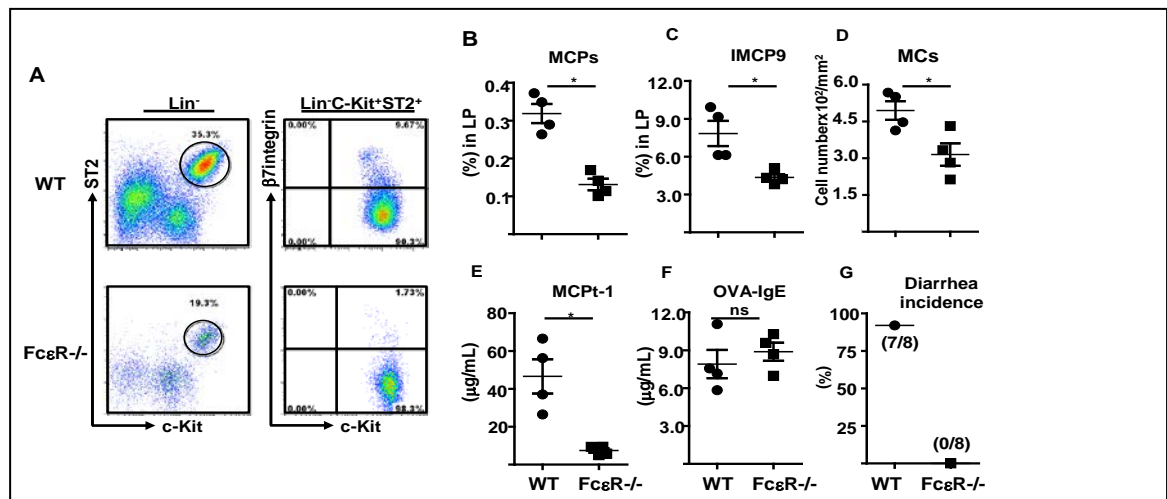 A
Lin⁻
Lin⁻C-Kit⁺ST2⁺
WT
ST2
35.3%
β7integrin
0.00%
9.67%
0.00%
90.3%
FcεR-/-
19.3%
0.00%
1.73%
0.00%
98.3%
c-Kit
c-Kit
B
MCPs
*
(%) in LP
0.4
0.3
0.2
0.1
C
IMCP9
*
(%) in LP
12.0
9.0
6.0
3.0
D
MCs
*
Cell numberx10²/mm²
6.0
4.5
3.0
1.5
E
MCPt-1
*
(µg/mL)
80
60
40
20
0
WT
FcεR-/-
F
OVA-IgE
ns
(µg/mL)
12.0
9.0
6.0
3.0
WT
FcεR-/-
G
Diarrhea
incidence
(%)
100
75
50
25
0
(7/8)
(0/8)
WT
FcεR-/-